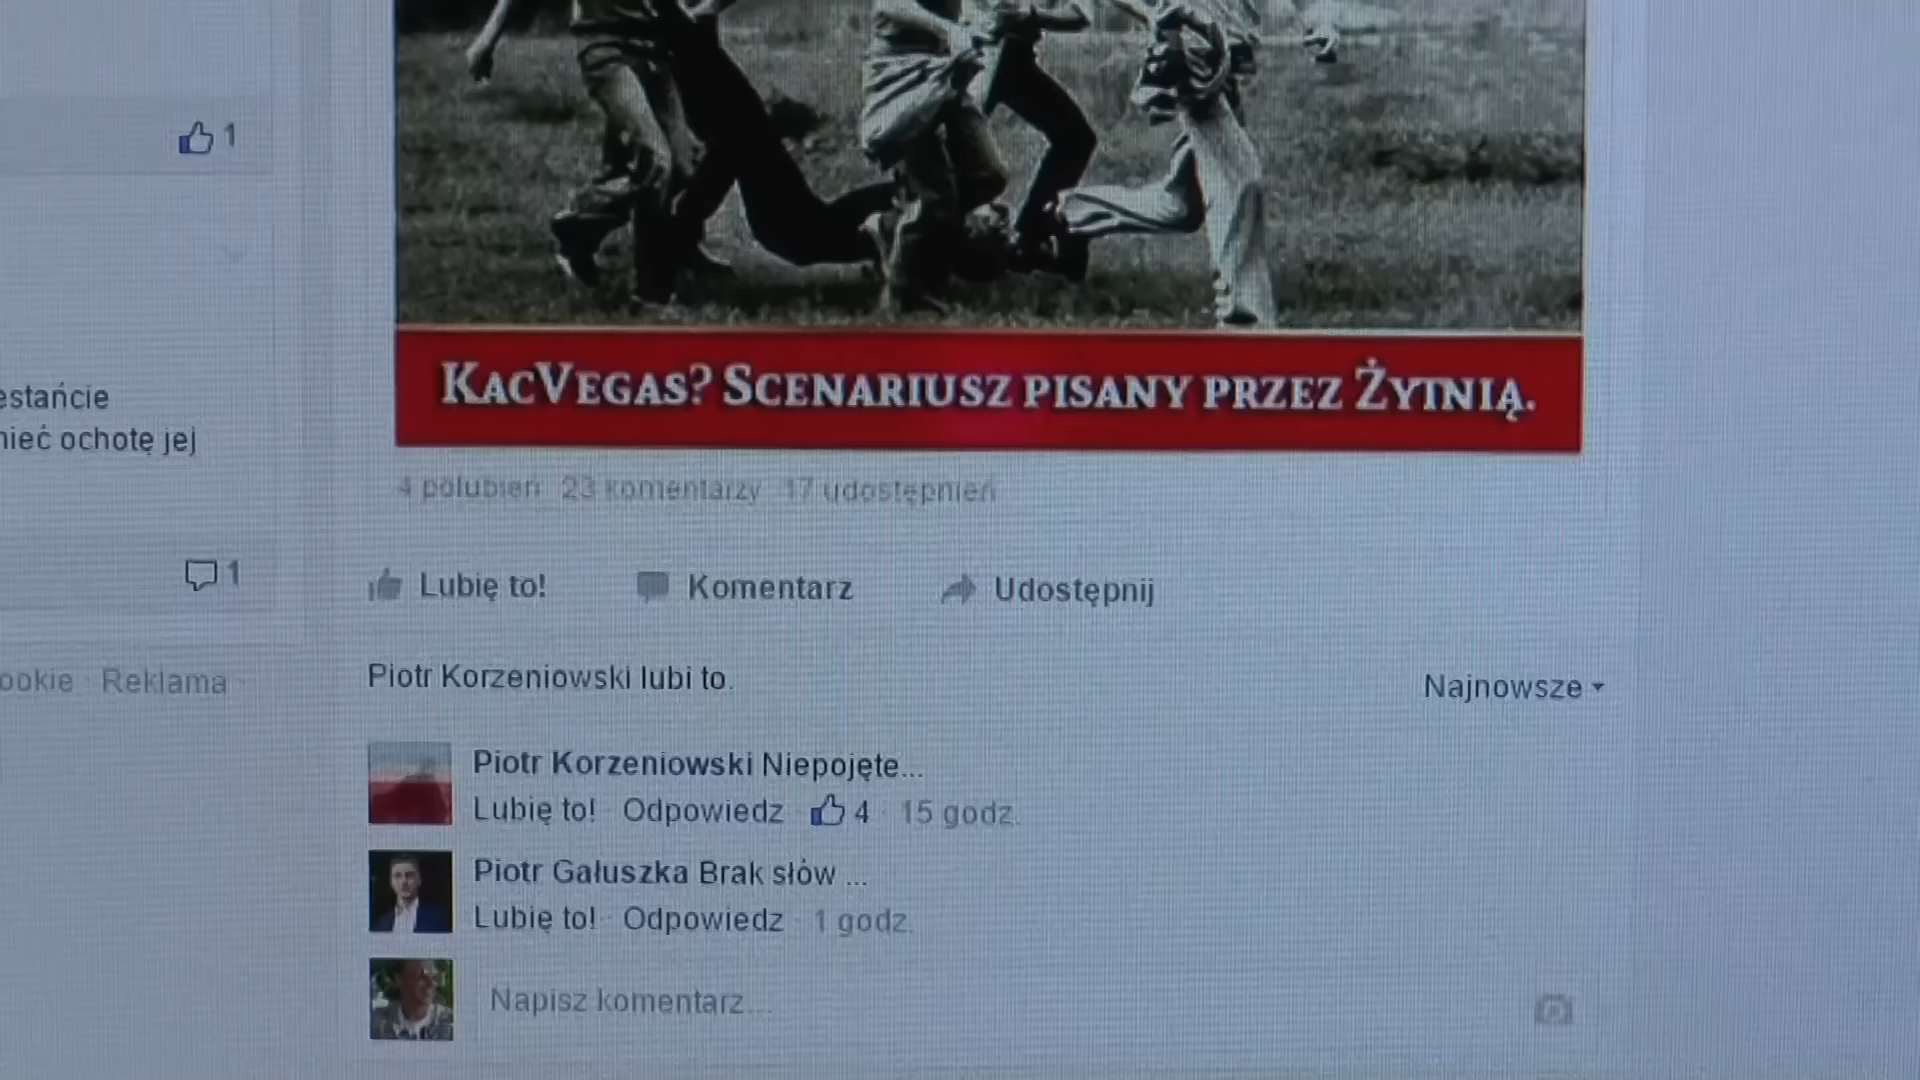 1
KacVegas? Scenariusz pisany przez Żytnią.
estańcie
nieć ochotę jej
4 polubień 23 komentarzy 17 udostępnień
1
Lubię to! Komentarz Udostępnij
ookie · Reklama
Piotr Korzeniowski lubi to.
Najnowsze
Piotr Korzeniowski Niepojęte...
Lubię to! · Odpowiedz · 4 · 15 godz.
Piotr Gałuszka Brak słów ...
Lubię to! · Odpowiedz · 1 godz.
Napisz komentarz...